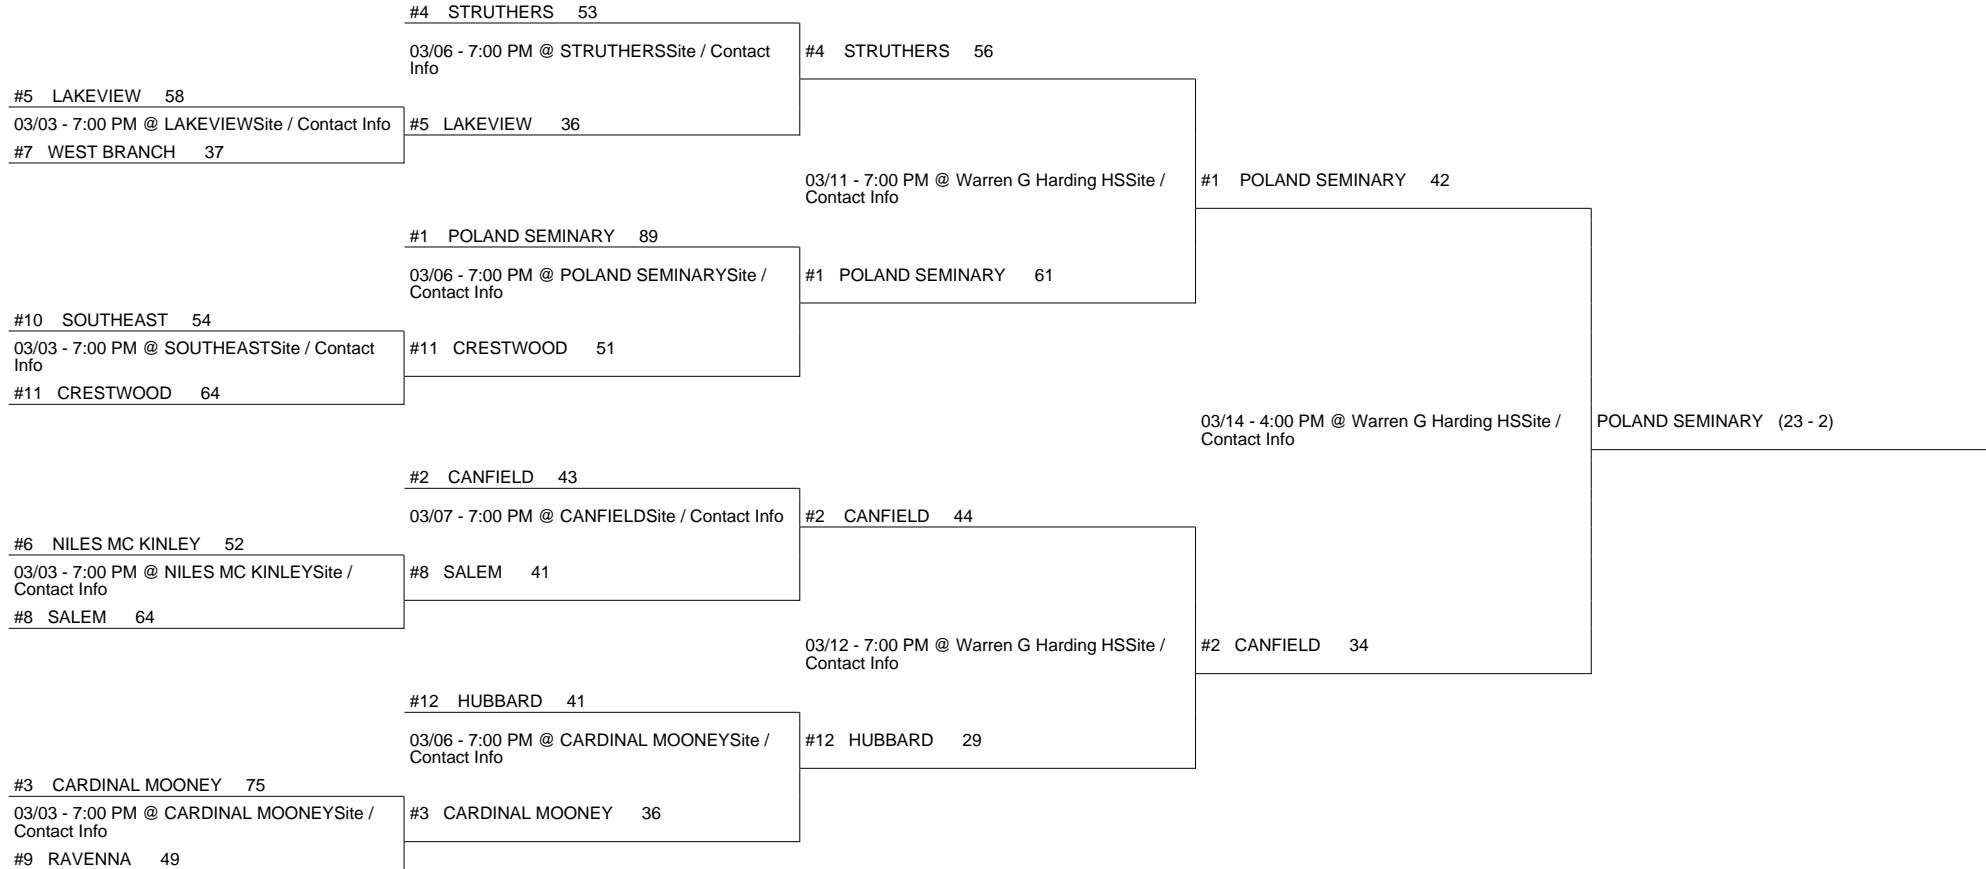 #4 STRUTHERS 53
03/06 - 7:00 PM @ STRUTHERSSite / Contact
Info
#4 STRUTHERS 56
#5 LAKEVIEW 58
03/03 - 7:00 PM @ LAKEVIEWSite / Contact Info
#5 LAKEVIEW 36
#7 WEST BRANCH 37
03/11 - 7:00 PM @ Warren G Harding HSSite /
Contact Info
#1 POLAND SEMINARY 42
#1 POLAND SEMINARY 89
03/06 - 7:00 PM @ POLAND SEMINARYSite /
Contact Info
#1 POLAND SEMINARY 61
#10 SOUTHEAST 54
03/03 - 7:00 PM @ SOUTHEASTSite / Contact
Info
#11 CRESTWOOD 51
#11 CRESTWOOD 64
03/14 - 4:00 PM @ Warren G Harding HSSite /
Contact Info
POLAND SEMINARY (23 - 2)
#2 CANFIELD 43
03/07 - 7:00 PM @ CANFIELDSite / Contact Info
#2 CANFIELD 44
#6 NILES MC KINLEY 52
03/03 - 7:00 PM @ NILES MC KINLEYSite /
Contact Info
#8 SALEM 41
#8 SALEM 64
03/12 - 7:00 PM @ Warren G Harding HSSite /
Contact Info
#2 CANFIELD 34
#12 HUBBARD 41
03/06 - 7:00 PM @ CARDINAL MOONEYSite /
Contact Info
#12 HUBBARD 29
#3 CARDINAL MOONEY 75
03/03 - 7:00 PM @ CARDINAL MOONEYSite /
Contact Info
#3 CARDINAL MOONEY 36
#9 RAVENNA 49